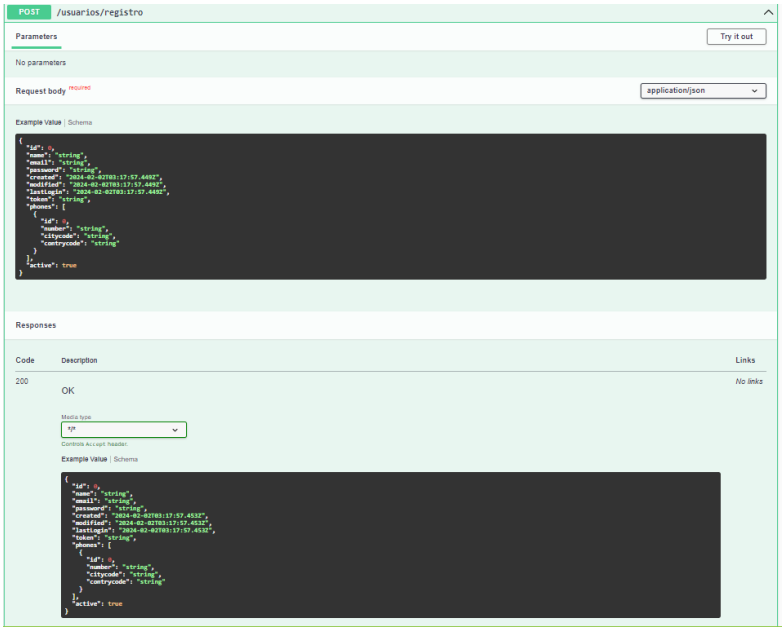 POST /usuarios/registro
Parameters Try it out
No parameters
Request body required application/json
Example Value | Schema
{
"id": 0,
"name": "string",
"email": "string",
"password": "string",
"created": "2024-02-02T03:17:57.449Z",
"modified": "2024-02-02T03:17:57.449Z",
"lastLogin": "2024-02-02T03:17:57.449Z",
"token": "string",
"phones": [
{
"id": 0,
"number": "string",
"citycode": "string",
"contrycode": "string"
}
],
"active": true
}
Responses
Code Description Links
200 OK No links
Media type
*/*
Controls Accept header.
Example Value | Schema
{
"id": 0,
"name": "string",
"email": "string",
"password": "string",
"created": "2024-02-02T03:17:57.453Z",
"modified": "2024-02-02T03:17:57.453Z",
"lastLogin": "2024-02-02T03:17:57.453Z",
"token": "string",
"phones": [
{
"id": 0,
"number": "string",
"citycode": "string",
"contrycode": "string"
}
],
"active": true
}